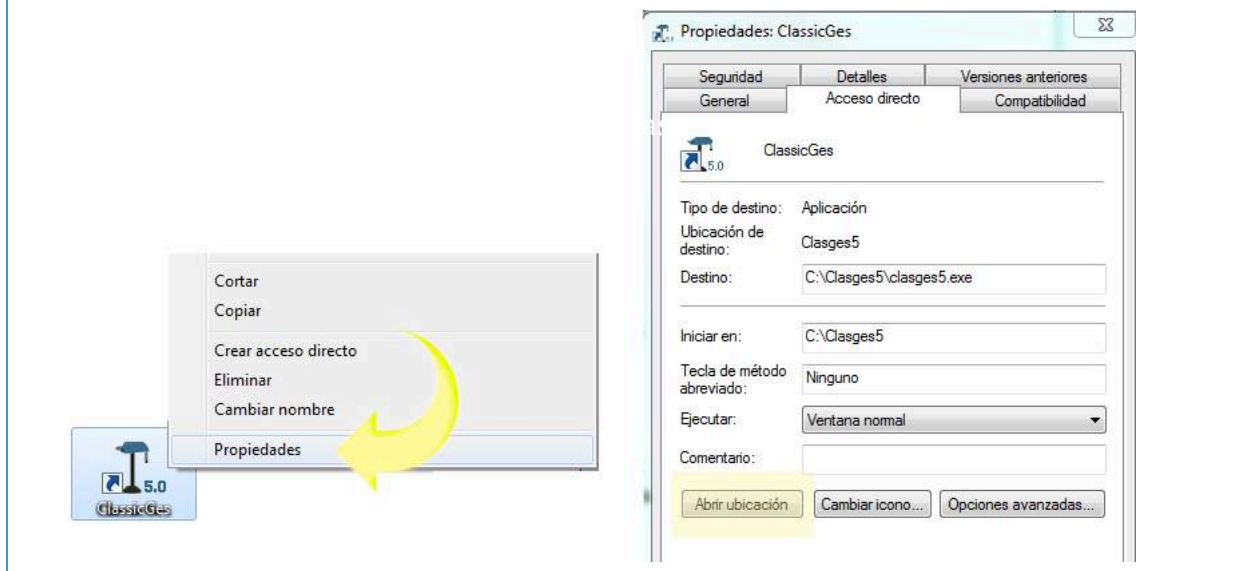 Cortar
Copiar
Crear acceso directo
Eliminar
Cambiar nombre
Propiedades
5.0
ClassicGes
Propiedades: ClassicGes
Seguridad Detalles Versiones anteriores
General Acceso directo Compatibilidad
5.0 ClassicGes
Tipo de destino: Aplicación
Ubicación de
destino: Clasges5
Destino: C:\Clasges5\clasges5.exe
Iniciar en: C:\Clasges5
Tecla de método
abreviado: Ninguno
Ejecutar: Ventana normal
Comentario:
Abrir ubicación Cambiar icono... Opciones avanzadas...